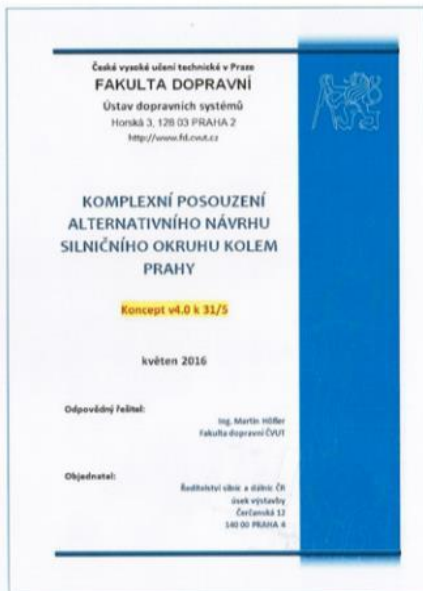 České vysoké učení technické v Praze
FAKULTA DOPRAVNÍ
Ústav dopravních systémů
Horská 3, 128 03 PRAHA 2
http://www.fd.cvut.cz
KOMPLEXNÍ POSOUZENÍ
ALTERNATIVNÍHO NÁVRHU
SILNIČNÍHO OKRUHU KOLEM
PRAHY
Koncept v4.0 k 31/5
květen 2016
Odpovědný řešitel:
Ing. Martin Höfler
Fakulta dopravní ČVUT
Objednatel:
Ředitelství silnic a dálnic ČR
úsek výstavby
Čerčanská 12
140 00 PRAHA 4